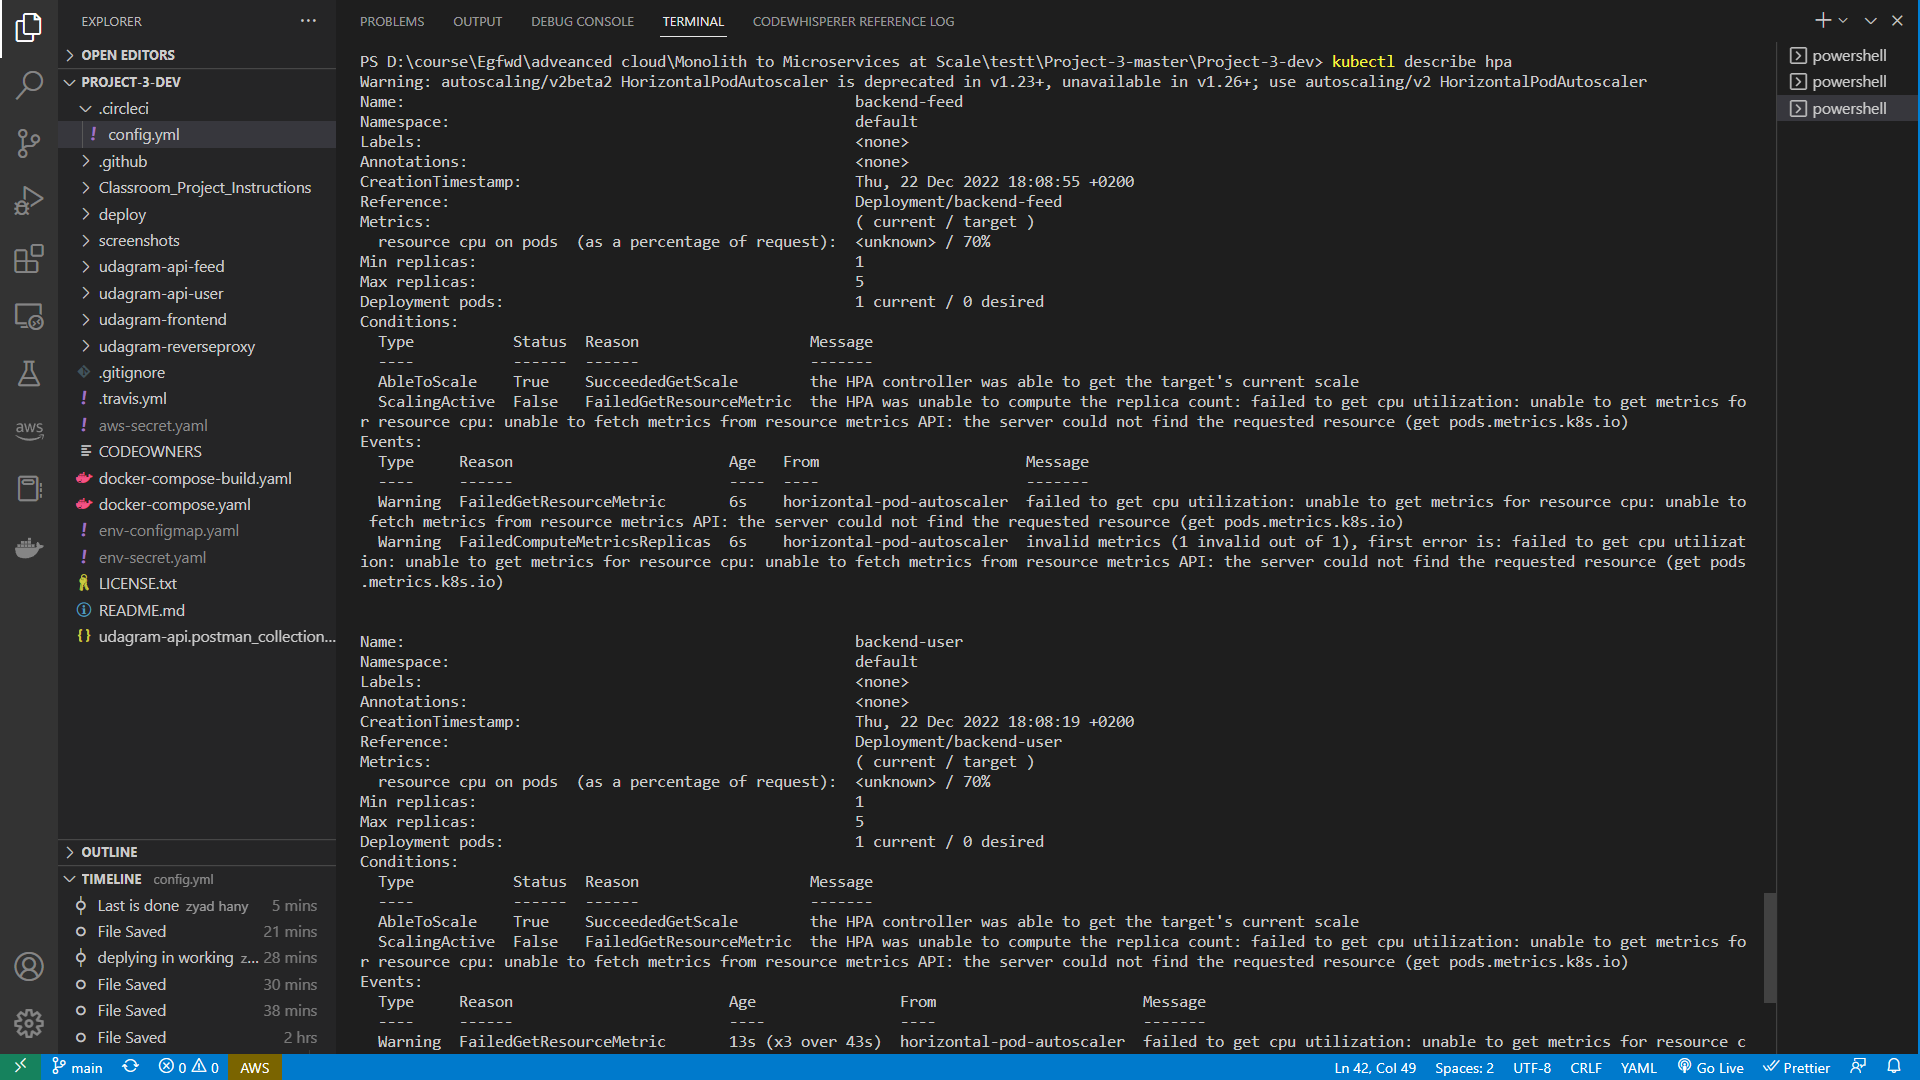 EXPLORER
OPEN EDITORS
PROJECT-3-DEV
.circleci
! config.yml
.github
Classroom_Project_Instructions
deploy
screenshots
udagram-api-feed
udagram-api-user
udagram-frontend
udagram-reverseproxy
.gitignore
! .travis.yml
! aws-secret.yaml
CODEOWNERS
docker-compose-build.yaml
docker-compose.yaml
! env-configmap.yaml
! env-secret.yaml
LICENSE.txt
README.md
{} udagram-api.postman_collection...
OUTLINE
TIMELINE config.yml
Last is done zyad hany 5 mins
File Saved 21 mins
deplying in working z... 28 mins
File Saved 30 mins
File Saved 38 mins
File Saved 2 hrs
aws
PROBLEMS OUTPUT DEBUG CONSOLE TERMINAL CODEWHISPERER REFERENCE LOG
PS D:\course\Egfwd\adveanced cloud\Monolith to Microservices at Scale\testt\Project-3-master\Project-3-dev> kubectl describe hpa
Warning: autoscaling/v2beta2 HorizontalPodAutoscaler is deprecated in v1.23+, unavailable in v1.26+; use autoscaling/v2 HorizontalPodAutoscaler
Name: backend-feed
Namespace: default
Labels: <none>
Annotations: <none>
CreationTimestamp: Thu, 22 Dec 2022 18:08:55 +0200
Reference: Deployment/backend-feed
Metrics: ( current / target )
resource cpu on pods (as a percentage of request): <unknown> / 70%
Min replicas: 1
Max replicas: 5
Deployment pods: 1 current / 0 desired
Conditions:
Type Status Reason Message
---- ------ ------ -------
AbleToScale True SucceededGetScale the HPA controller was able to get the target's current scale
ScalingActive False FailedGetResourceMetric the HPA was unable to compute the replica count: failed to get cpu utilization: unable to get metrics fo
r resource cpu: unable to fetch metrics from resource metrics API: the server could not find the requested resource (get pods.metrics.k8s.io)
Events:
Type Reason Age From Message
---- ------ ---- ---- -------
Warning FailedGetResourceMetric 6s horizontal-pod-autoscaler failed to get cpu utilization: unable to get metrics for resource cpu: unable to
fetch metrics from resource metrics API: the server could not find the requested resource (get pods.metrics.k8s.io)
Warning FailedComputeMetricsReplicas 6s horizontal-pod-autoscaler invalid metrics (1 invalid out of 1), first error is: failed to get cpu utilizat
ion: unable to get metrics for resource cpu: unable to fetch metrics from resource metrics API: the server could not find the requested resource (get pods
.metrics.k8s.io)
Name: backend-user
Namespace: default
Labels: <none>
Annotations: <none>
CreationTimestamp: Thu, 22 Dec 2022 18:08:19 +0200
Reference: Deployment/backend-user
Metrics: ( current / target )
resource cpu on pods (as a percentage of request): <unknown> / 70%
Min replicas: 1
Max replicas: 5
Deployment pods: 1 current / 0 desired
Conditions:
Type Status Reason Message
---- ------ ------ -------
AbleToScale True SucceededGetScale the HPA controller was able to get the target's current scale
ScalingActive False FailedGetResourceMetric the HPA was unable to compute the replica count: failed to get cpu utilization: unable to get metrics fo
r resource cpu: unable to fetch metrics from resource metrics API: the server could not find the requested resource (get pods.metrics.k8s.io)
Events:
Type Reason Age From Message
---- ------ ---- ---- -------
Warning FailedGetResourceMetric 13s (x3 over 43s) horizontal-pod-autoscaler failed to get cpu utilization: unable to get metrics for resource c
powershell
powershell
powershell
main 0 0 AWS Ln 42, Col 49 Spaces: 2 UTF-8 CRLF YAML Go Live Prettier